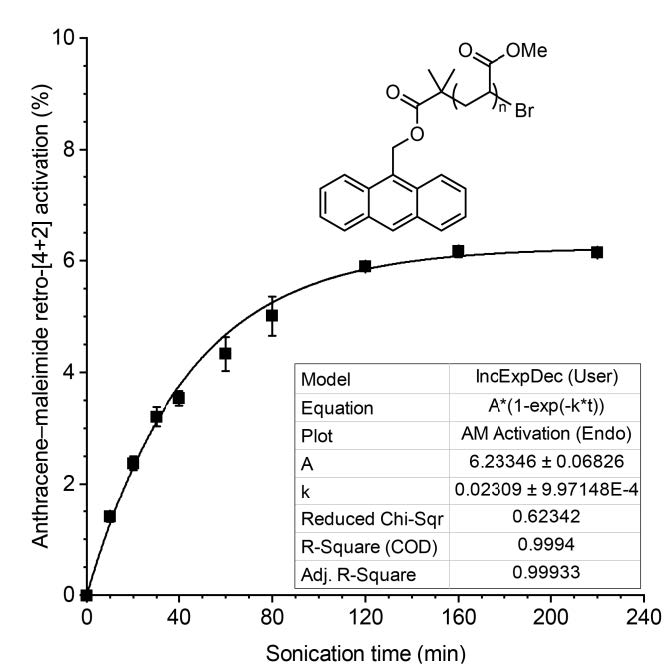 Anthracene–maleimide retro-[4+2] activation (%)
10
8
6
4
2
0
0 40 80 120 160 200 240
Sonication time (min)
O
OMe
O
n
Br
O
Model IncExpDec (User)
Equation A*(1-exp(-k*t))
Plot AM Activation (Endo)
A 6.23346 ± 0.06826
k 0.02309 ± 9.97148E-4
Reduced Chi-Sqr 0.62342
R-Square (COD) 0.9994
Adj. R-Square 0.99933